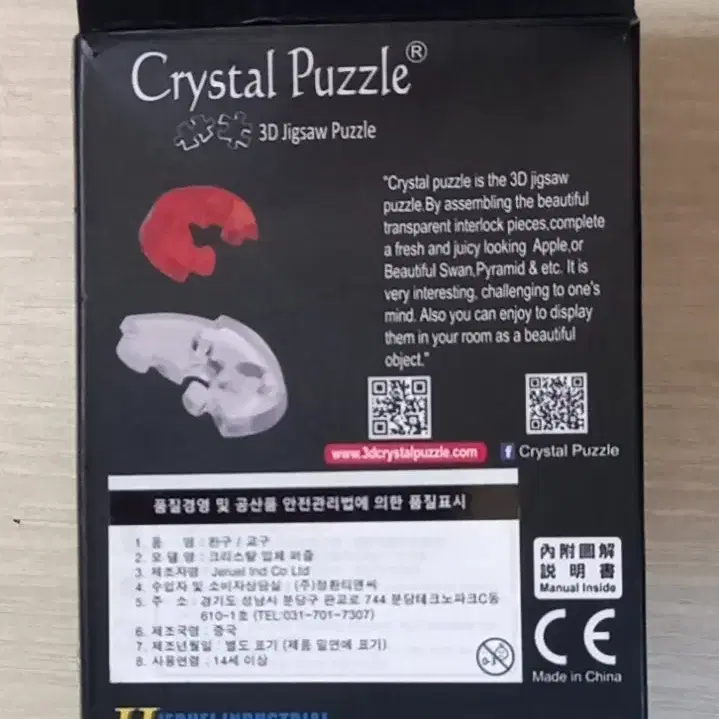 Crystal Puzzle®
3D Jigsaw Puzzle
"Crystal puzzle is the 3D jigsaw
puzzle.By assembling the beautiful
transparent interlock pieces,complete
a fresh and juicy looking Apple,or
Beautiful Swan,Pyramid & etc. It is
very interesting, challenging to one's
mind. Also you can enjoy to display
them in your room as a beautiful
object."
www.3dcrystalpuzzle.com
f Crystal Puzzle
품질경영 및 공산품 안전관리법에 의한 품질표시
1. 품 명 : 완구 / 교구
2. 모 델 명 : 크리스탈 입체 퍼즐
3. 제조자명 : Jeruel Ind Co Ltd
4. 수입자 및 소비자상담실 : (주)정환티앤씨
5. 주 소 : 경기도 성남시 분당구 판교로 744 분당테크노파크C동
610-1호 (TEL:031-701-7307)
6. 제조국명 : 중국
7. 제조년월일 : 별도 표기 (제품 밑면에 표기)
8. 사용연령 : 14세 이상
0-3
內附圖解
說明書
Manual Inside
CE
Made in China
JERUEL INDUSTRIAL